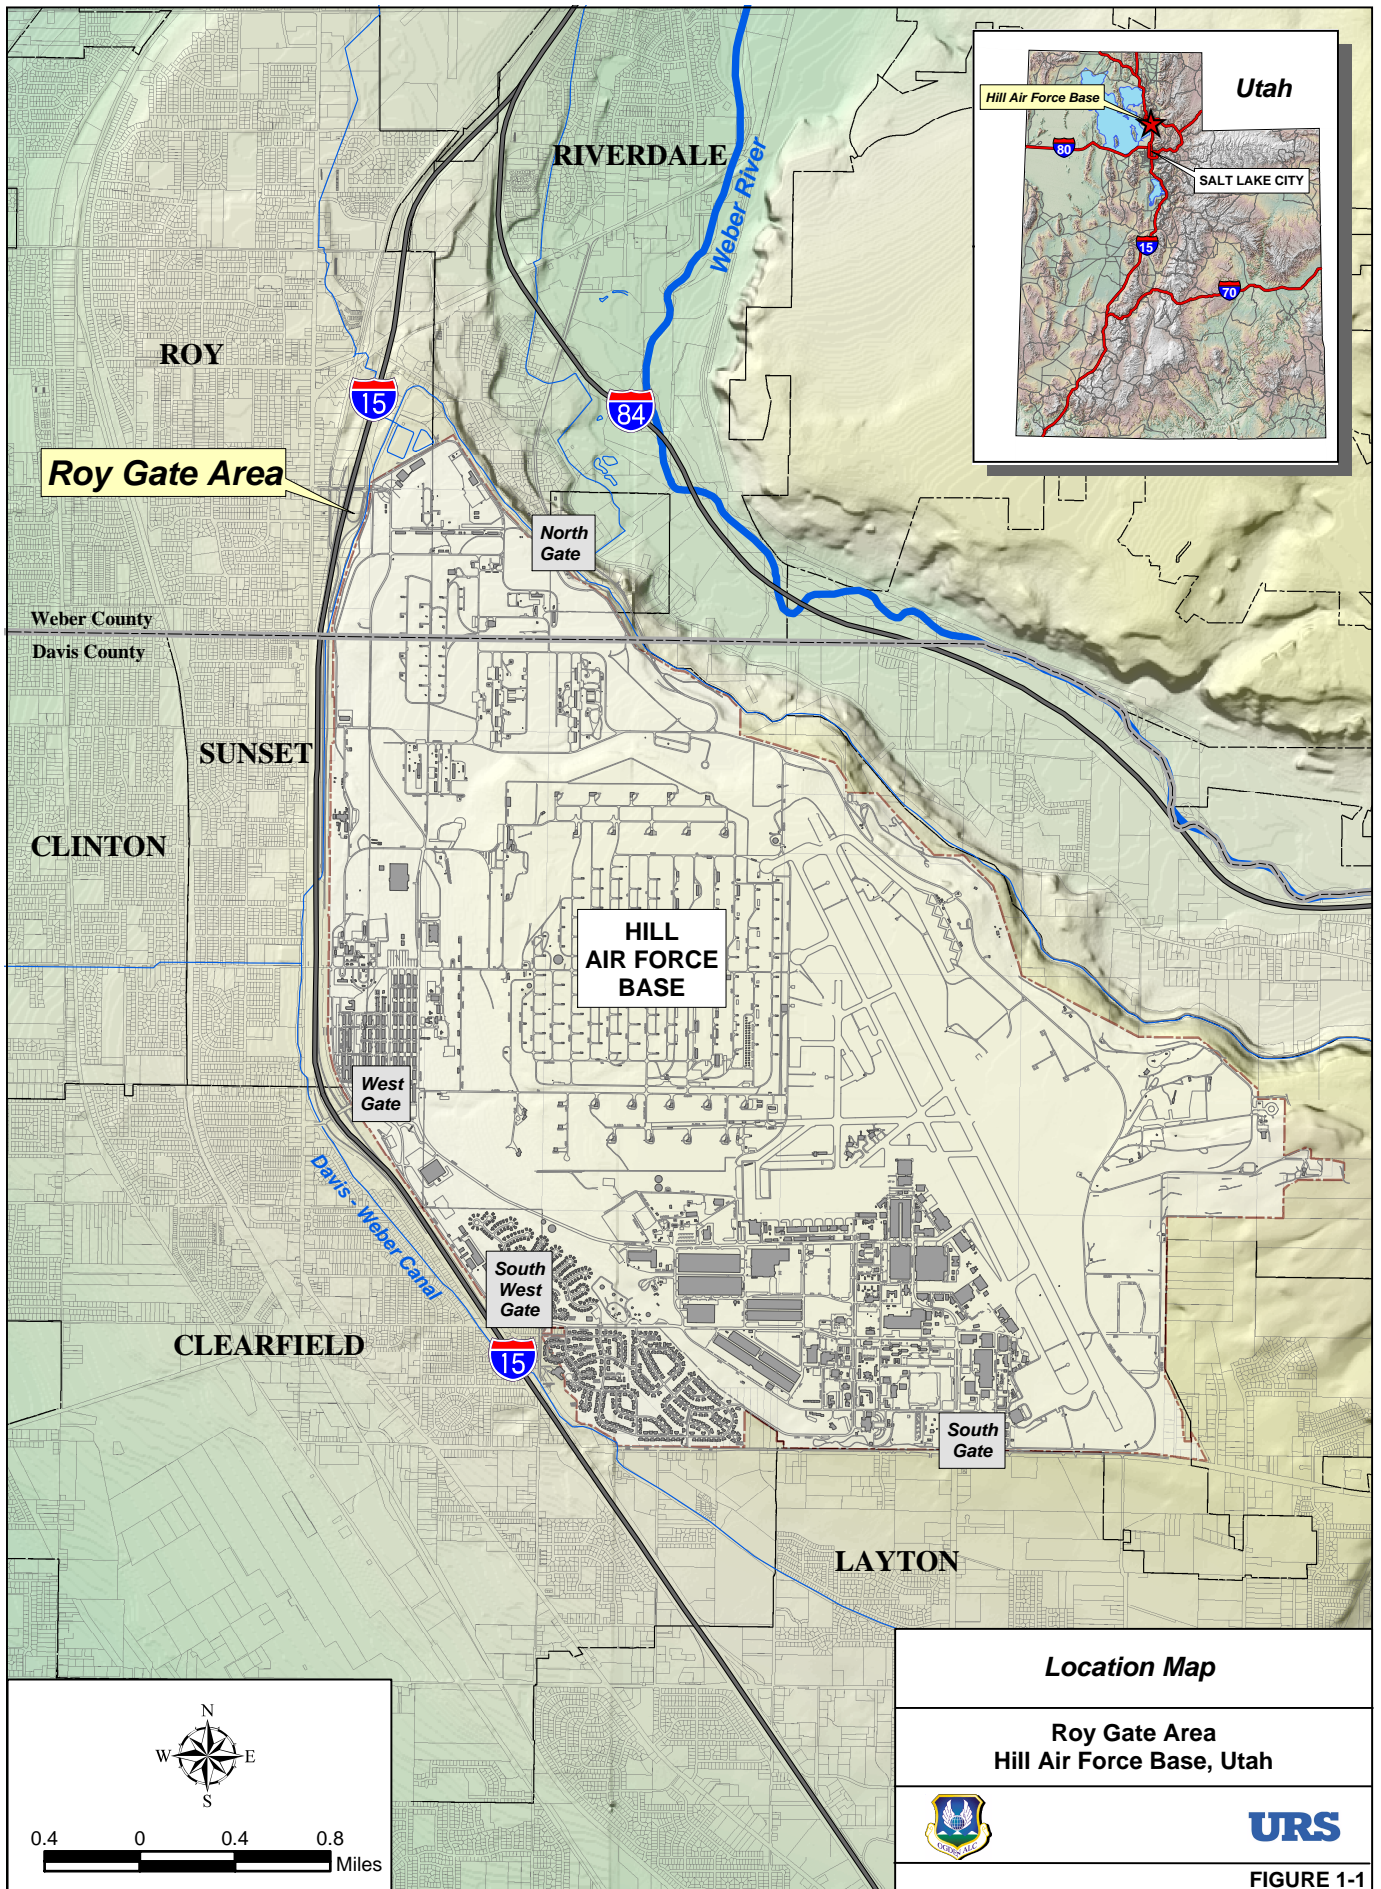 Utah
Hill Air Force Base
80
SALT LAKE CITY
15
70
RIVERDALE
Weber River
ROY
15
84
Roy Gate Area
North
Gate
Weber County
Davis County
SUNSET
CLINTON
HILL
AIR FORCE
BASE
West
Gate
Davis - Weber Canal
South
West
Gate
CLEARFIELD
15
South
Gate
LAYTON
Location Map
Roy Gate Area
Hill Air Force Base, Utah
OGDEN ALC
URS
FIGURE 1-1
N
W E
S
0.4 0 0.4 0.8
Miles